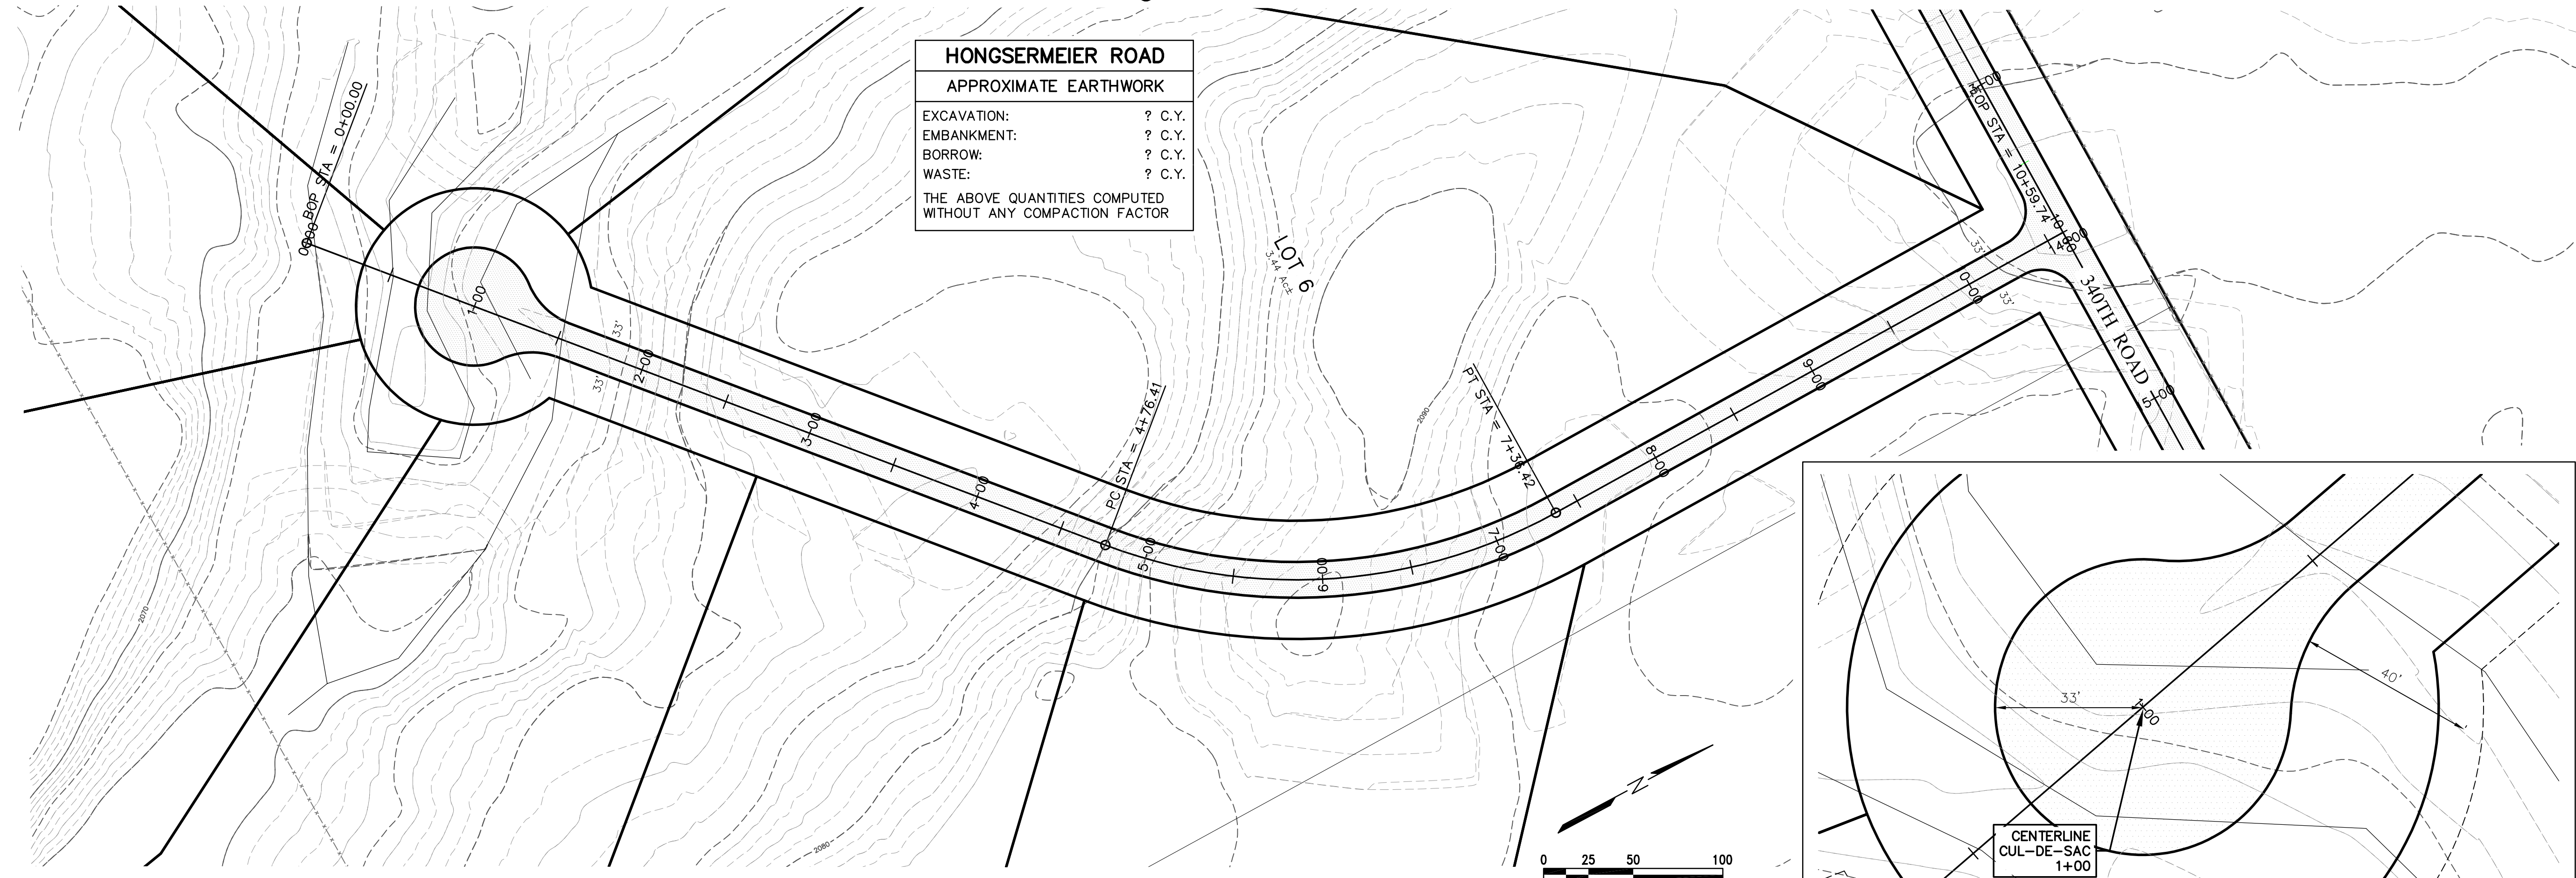 HONGSERMEIER ROAD
APPROXIMATE EARTHWORK
EXCAVATION: ? C.Y.
EMBANKMENT: ? C.Y.
BORROW: ? C.Y.
WASTE: ? C.Y.
THE ABOVE QUANTITIES COMPUTED
WITHOUT ANY COMPACTION FACTOR
BOP STA = 0+00.00
0+00
1+00
2+00
33'
33'
3+00
4+00
PC STA = 4+76.41
5+00
6+00
7+00
PT STA = 7+36.42
8+00
9+00
10+00
33'
33'
EOP STA = 10+59.74
4+00
340TH ROAD
5+00
LOT 6
3.44 Ac±
2070
2080
2090
N
0 25 50 100
33'
40'
1+00
CENTERLINE
CUL-DE-SAC
1+00